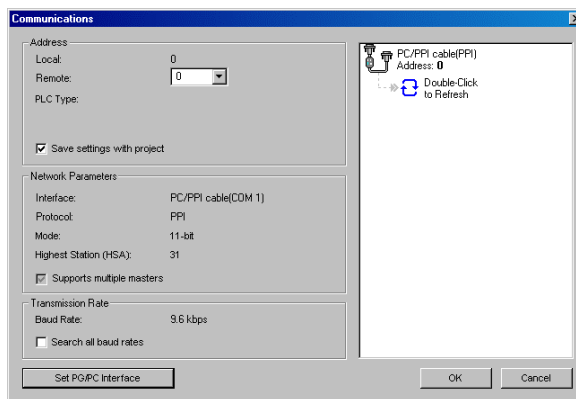 Communications
Address
Local: 0
Remote: 0
PLC Type:
Save settings with project
Network Parameters
Interface: PC/PPI cable(COM 1)
Protocol: PPI
Mode: 11-bit
Highest Station (HSA): 31
Supports multiple masters
Transmission Rate
Baud Rate: 9.6 kbps
Search all baud rates
Set PG/PC Interface
PC/PPI cable(PPI)
Address: 0
Double-Click
to Refresh
OK
Cancel